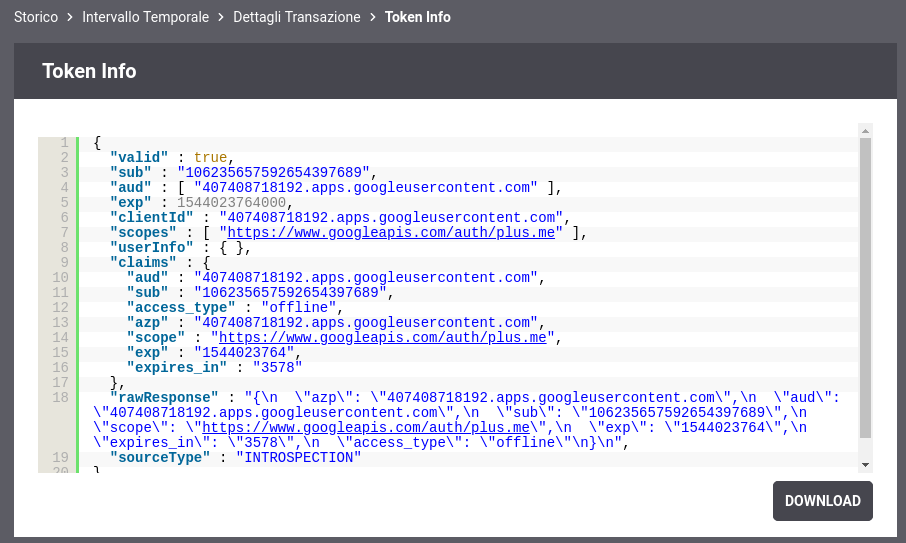 Storico > Intervallo Temporale > Dettagli Transazione > Token Info
Token Info
1 {
2 "valid" : true,
3 "sub" : "106235657592654397689",
4 "aud" : [ "407408718192.apps.googleusercontent.com" ],
5 "exp" : 1544023764000,
6 "clientId" : "407408718192.apps.googleusercontent.com",
7 "scopes" : [ "https://www.googleapis.com/auth/plus.me" ],
8 "userInfo" : { },
9 "claims" : {
10 "aud" : "407408718192.apps.googleusercontent.com",
11 "sub" : "106235657592654397689",
12 "access_type" : "offline",
13 "azp" : "407408718192.apps.googleusercontent.com",
14 "scope" : "https://www.googleapis.com/auth/plus.me",
15 "exp" : "1544023764",
16 "expires_in" : "3578"
17 },
18 "rawResponse" : "{\n  \"azp\": \"407408718192.apps.googleusercontent.com\",\n  \"aud\":
\"407408718192.apps.googleusercontent.com\",\n  \"sub\": \"106235657592654397689\",\n
\"scope\": \"https://www.googleapis.com/auth/plus.me\",\n  \"exp\": \"1544023764\",\n
\"expires_in\": \"3578\",\n  \"access_type\": \"offline\"\n}\n",
19 "sourceType" : "INTROSPECTION"
20 }
DOWNLOAD